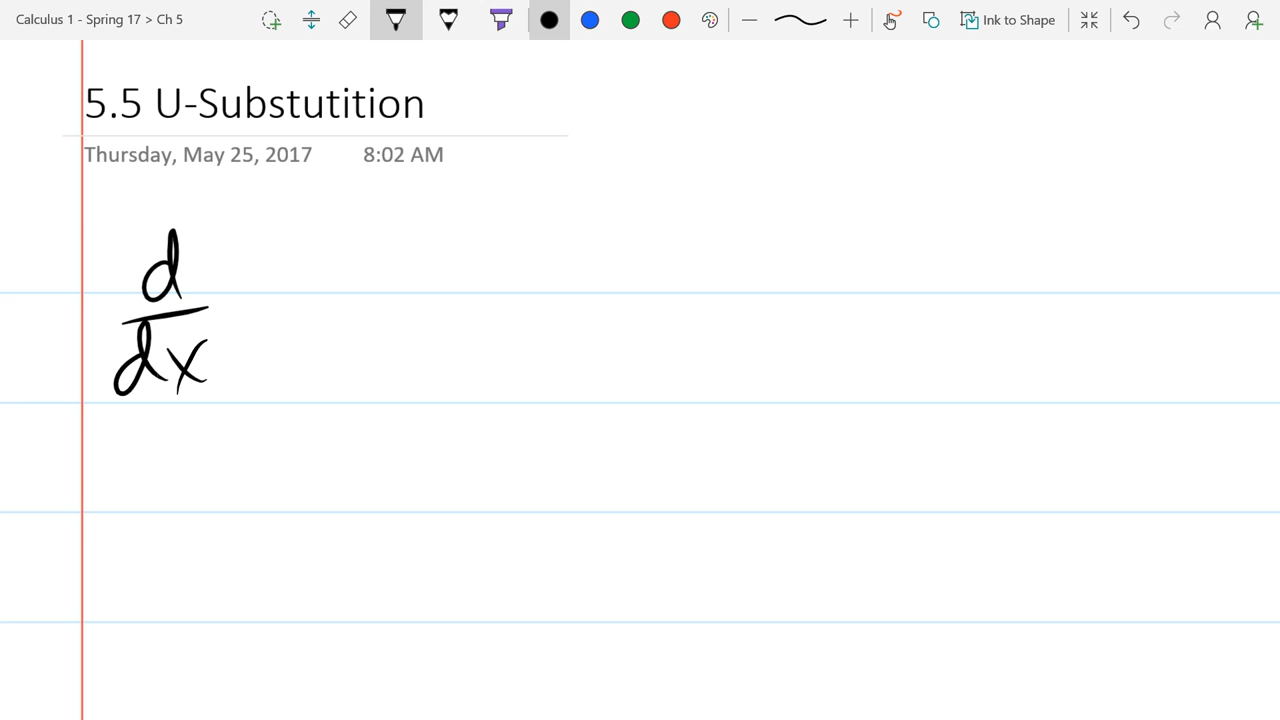 Calculus 1 - Spring 17 > Ch 5
Ink to Shape
5.5 U-Substutition
Thursday, May 25, 2017 8:02 AM
d
dx